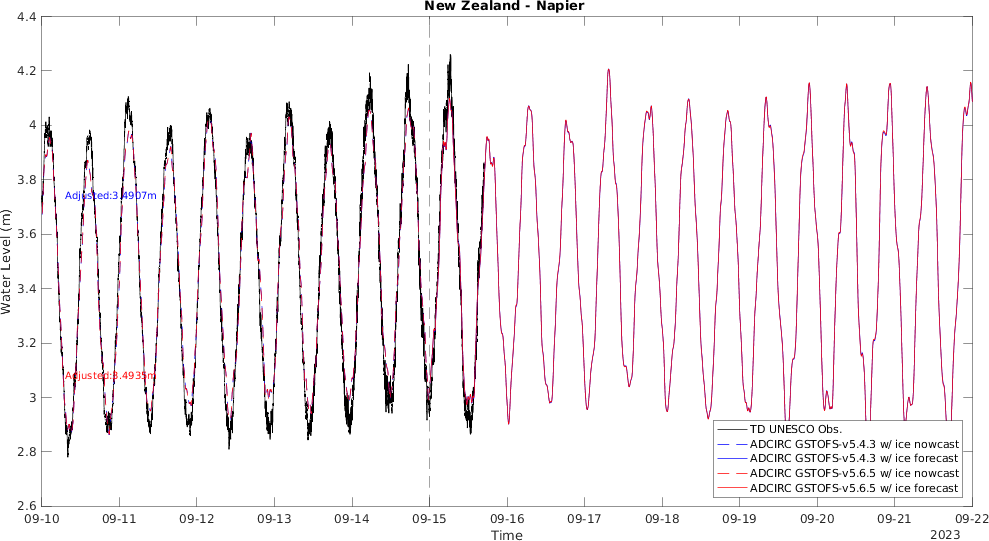 New Zealand - Napier
4.4
4.2
4
3.8
3.6
3.4
3.2
3
2.8
2.6
Water Level (m)
Adjusted:3.4907m
Adjusted:3.4935m
TD UNESCO Obs.
ADCIRC GSTOFS-v5.4.3 w/ ice nowcast
ADCIRC GSTOFS-v5.4.3 w/ ice forecast
ADCIRC GSTOFS-v5.6.5 w/ ice nowcast
ADCIRC GSTOFS-v5.6.5 w/ ice forecast
09-10 09-11 09-12 09-13 09-14 09-15 09-16 09-17 09-18 09-19 09-20 09-21 09-22
Time
2023